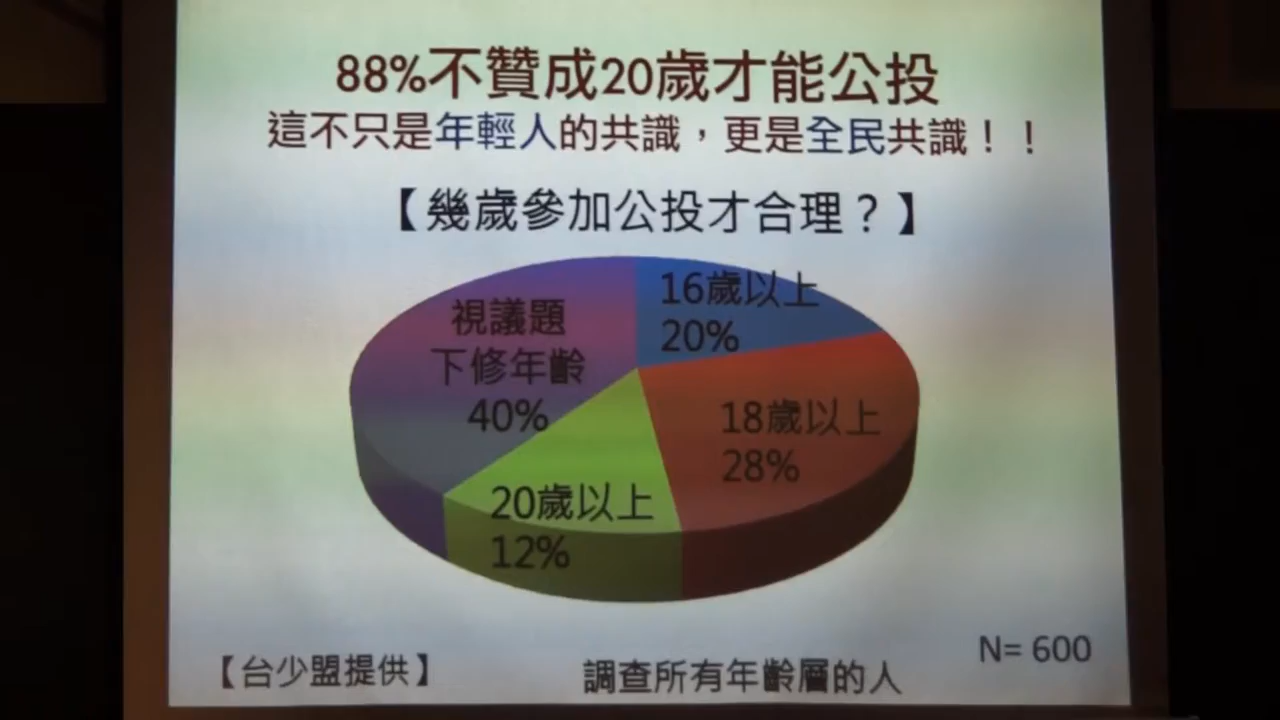 88%不贊成20歲才能公投
這不只是年輕人的共識，更是全民共識！！
【幾歲參加公投才合理？】
16歲以上
20%
視議題
下修年齡
40%
18歲以上
28%
20歲以上
12%
N= 600
【台少盟提供】
調查所有年齡層的人